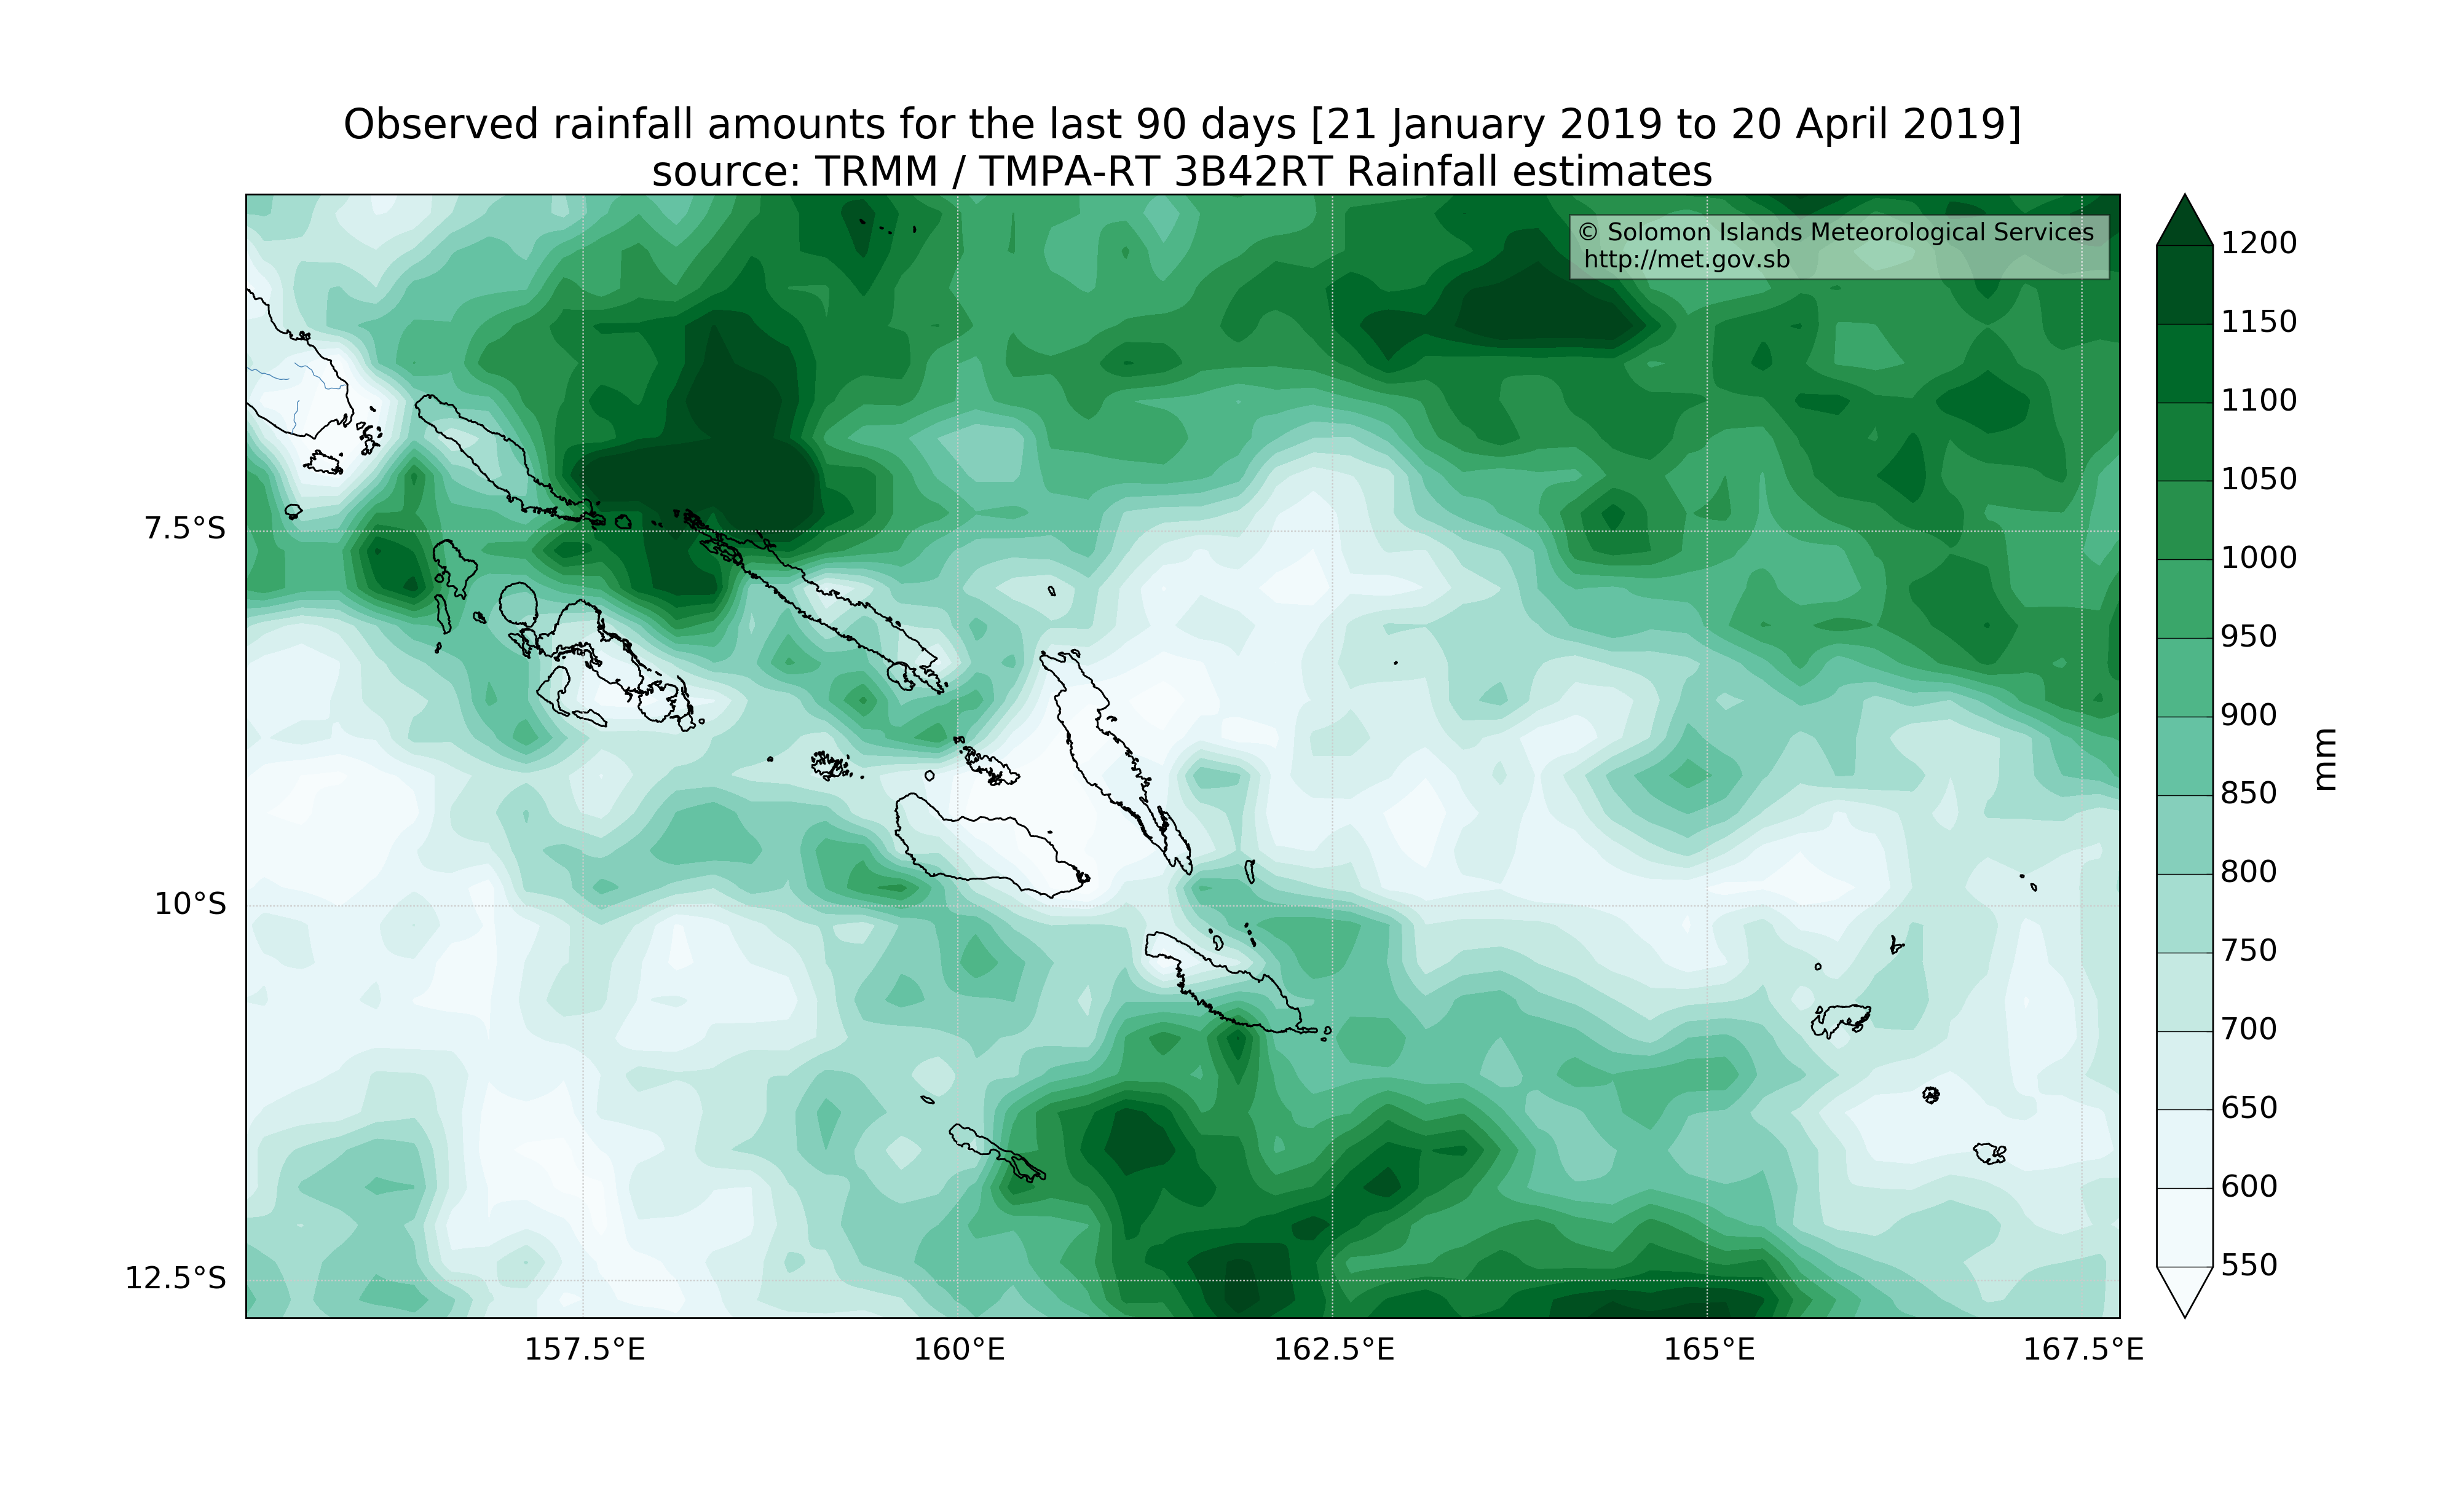 Observed rainfall amounts for the last 90 days [21 January 2019 to 20 April 2019]
source: TRMM / TMPA-RT 3B42RT Rainfall estimates
© Solomon Islands Meteorological Services
http://met.gov.sb
7.5°S
10°S
12.5°S
157.5°E
160°E
162.5°E
165°E
167.5°E
1200
1150
1100
1050
1000
950
900
850
800
750
700
650
600
550
mm